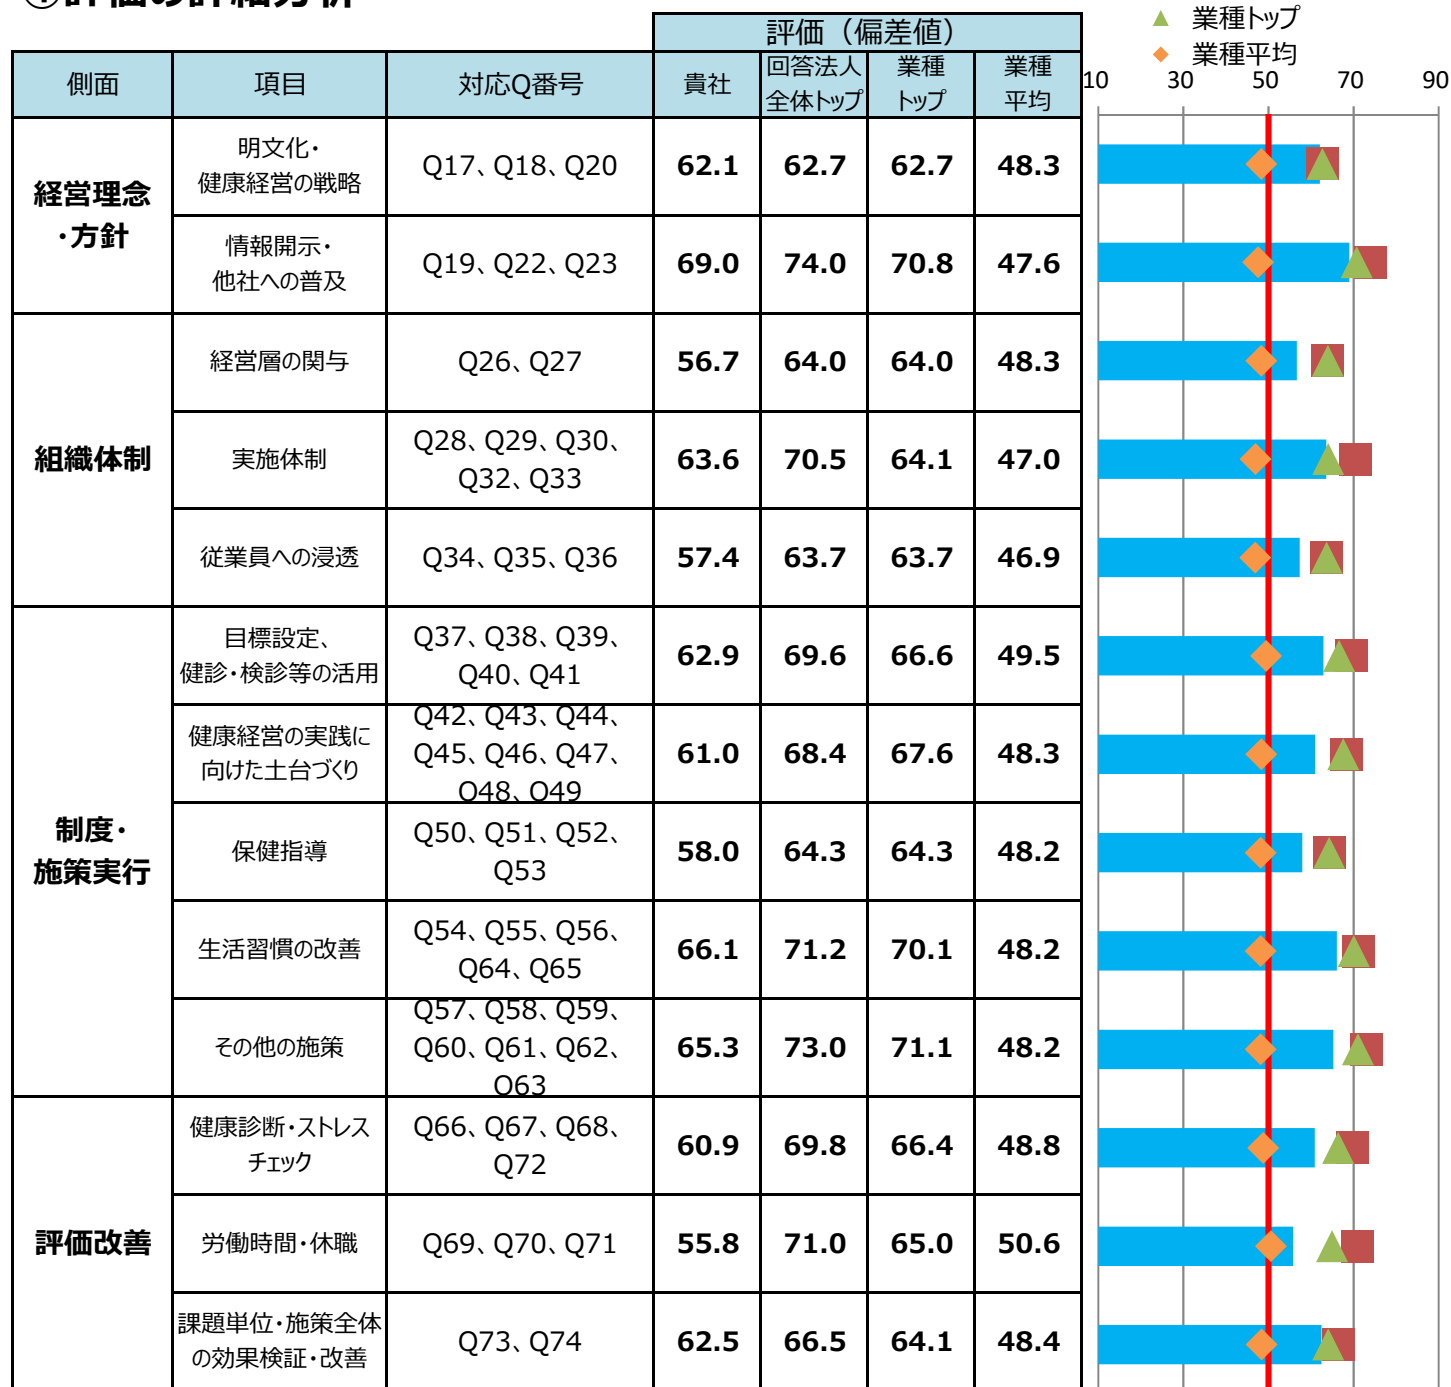 ①評価の詳細分析
▲ 業種トップ
◆ 業種平均
評価（偏差値）
側面 項目 対応Q番号 貴社 回答法人 業種 業種
全体トップ トップ 平均
10 30 50 70 90
経営理念
・方針
明文化・
健康経営の戦略
Q17、Q18、Q20 62.1 62.7 62.7 48.3
情報開示・
他社への普及
Q19、Q22、Q23 69.0 74.0 70.8 47.6
組織体制
経営層の関与 Q26、Q27 56.7 64.0 64.0 48.3
実施体制
Q28、Q29、Q30、
Q32、Q33
63.6 70.5 64.1 47.0
従業員への浸透 Q34、Q35、Q36 57.4 63.7 63.7 46.9
制度・
施策実行
目標設定、
健診・検診等の活用
Q37、Q38、Q39、
Q40、Q41
62.9 69.6 66.6 49.5
健康経営の実践に
向けた土台づくり
Q42、Q43、Q44、
Q45、Q46、Q47、
Q48、Q49
61.0 68.4 67.6 48.3
保健指導
Q50、Q51、Q52、
Q53
58.0 64.3 64.3 48.2
生活習慣の改善
Q54、Q55、Q56、
Q64、Q65
66.1 71.2 70.1 48.2
その他の施策
Q57、Q58、Q59、
Q60、Q61、Q62、
Q63
65.3 73.0 71.1 48.2
評価改善
健康診断・ストレス
チェック
Q66、Q67、Q68、
Q72
60.9 69.8 66.4 48.8
労働時間・休職 Q69、Q70、Q71 55.8 71.0 65.0 50.6
課題単位・施策全体
の効果検証・改善
Q73、Q74 62.5 66.5 64.1 48.4